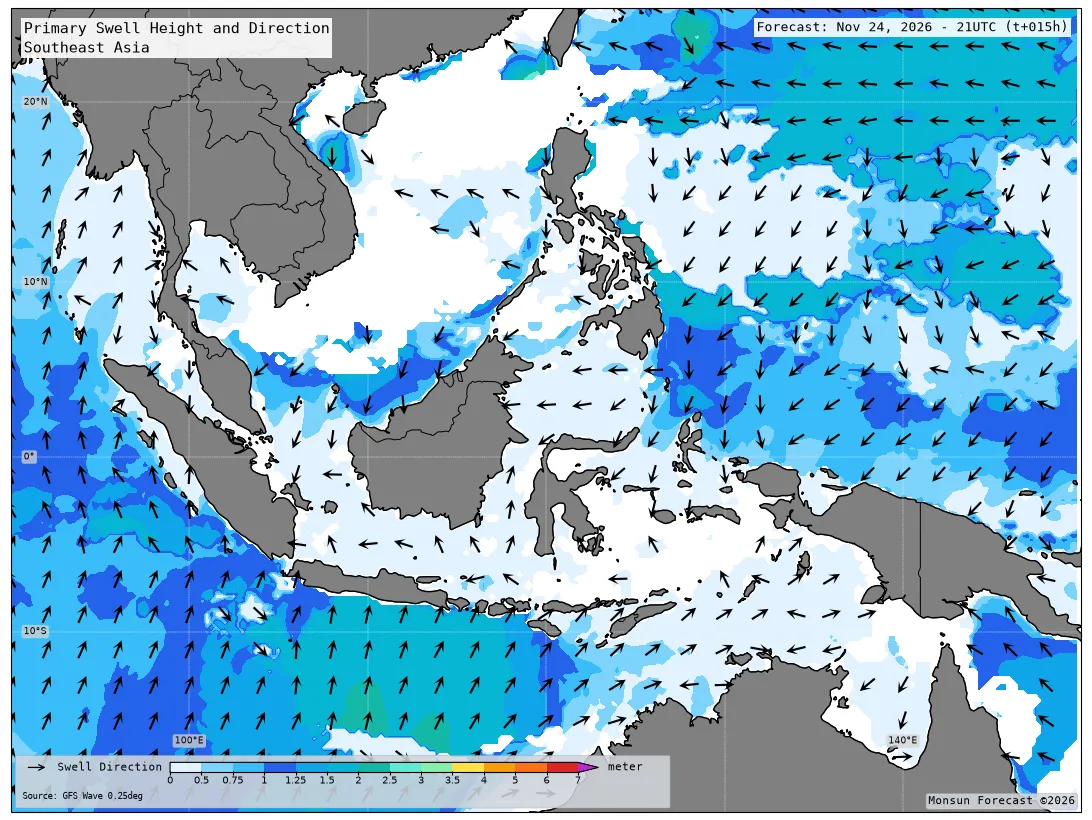 Primary Swell Height and Direction
Southeast Asia
Forecast: Nov 24, 2026 - 21UTC (t+015h)
20°N
10°N
0°
10°S
100°E
140°E
Swell Direction
0 0.5 0.75 1 1.25 1.5 2 2.5 3 3.5 4 5 6 7
meter
Source: GFS Wave 0.25deg
Monsun Forecast ©2026